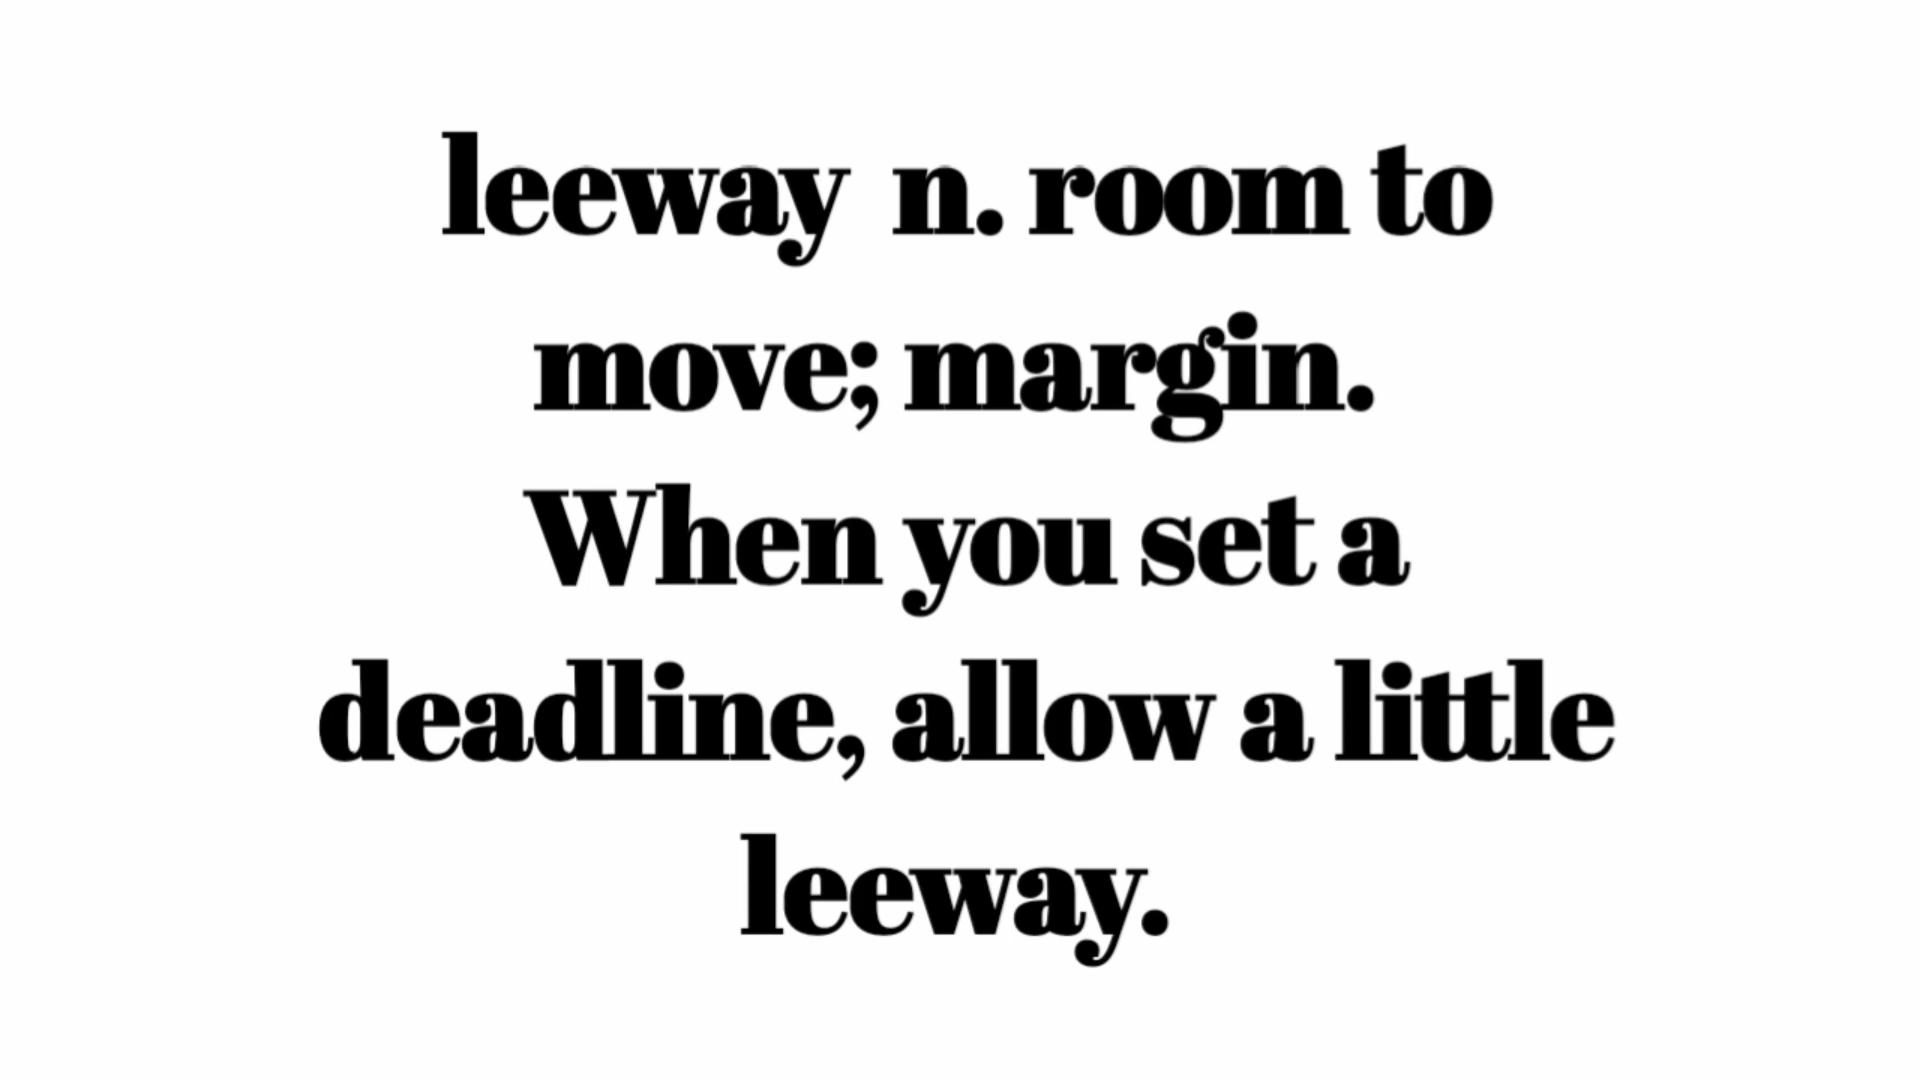 leeway n. room to
move; margin.
When you set a
deadline, allow a little
leeway.